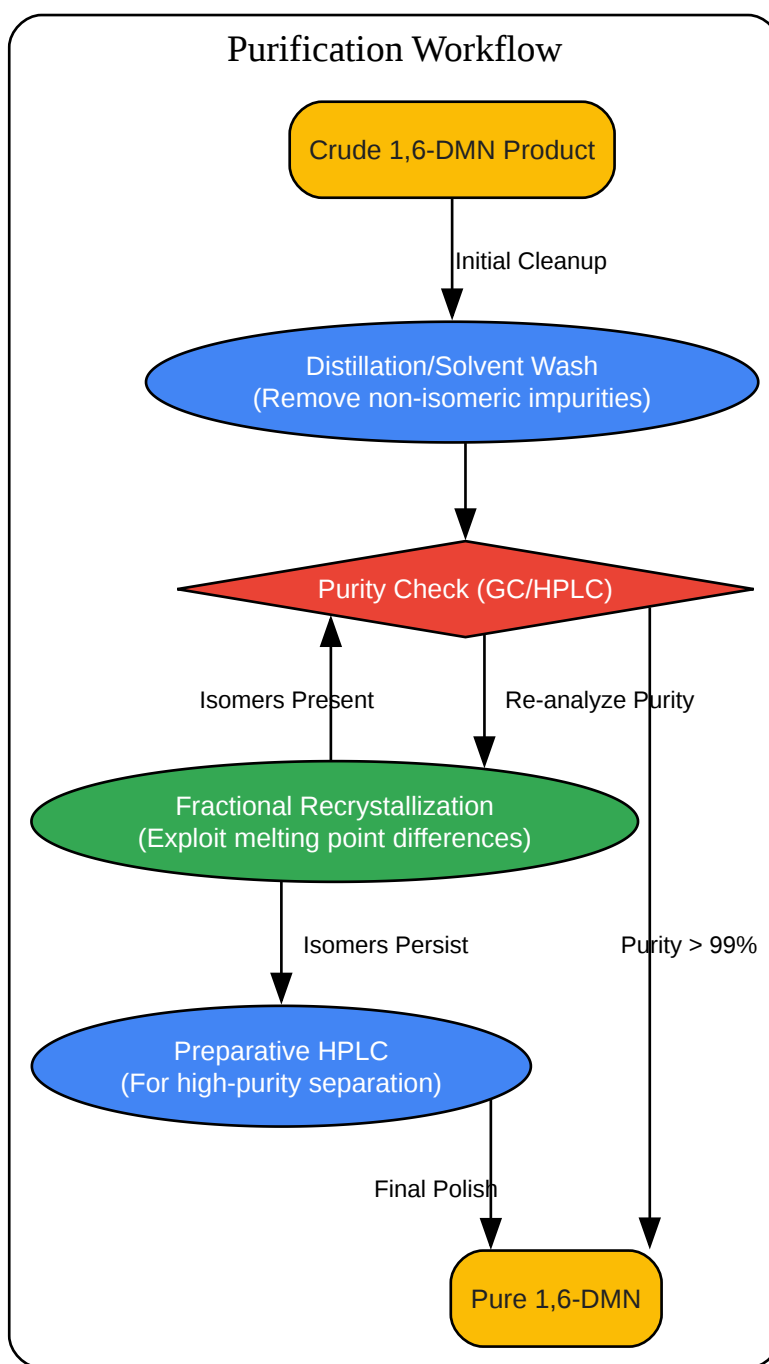 Purification Workflow
Crude 1,6-DMN Product
Initial Cleanup
Distillation/Solvent Wash
(Remove non-isomeric impurities)
Purity Check (GC/HPLC)
Isomers Present
Re-analyze Purity
Fractional Recrystallization
(Exploit melting point differences)
Isomers Persist
Purity > 99%
Preparative HPLC
(For high-purity separation)
Final Polish
Pure 1,6-DMN